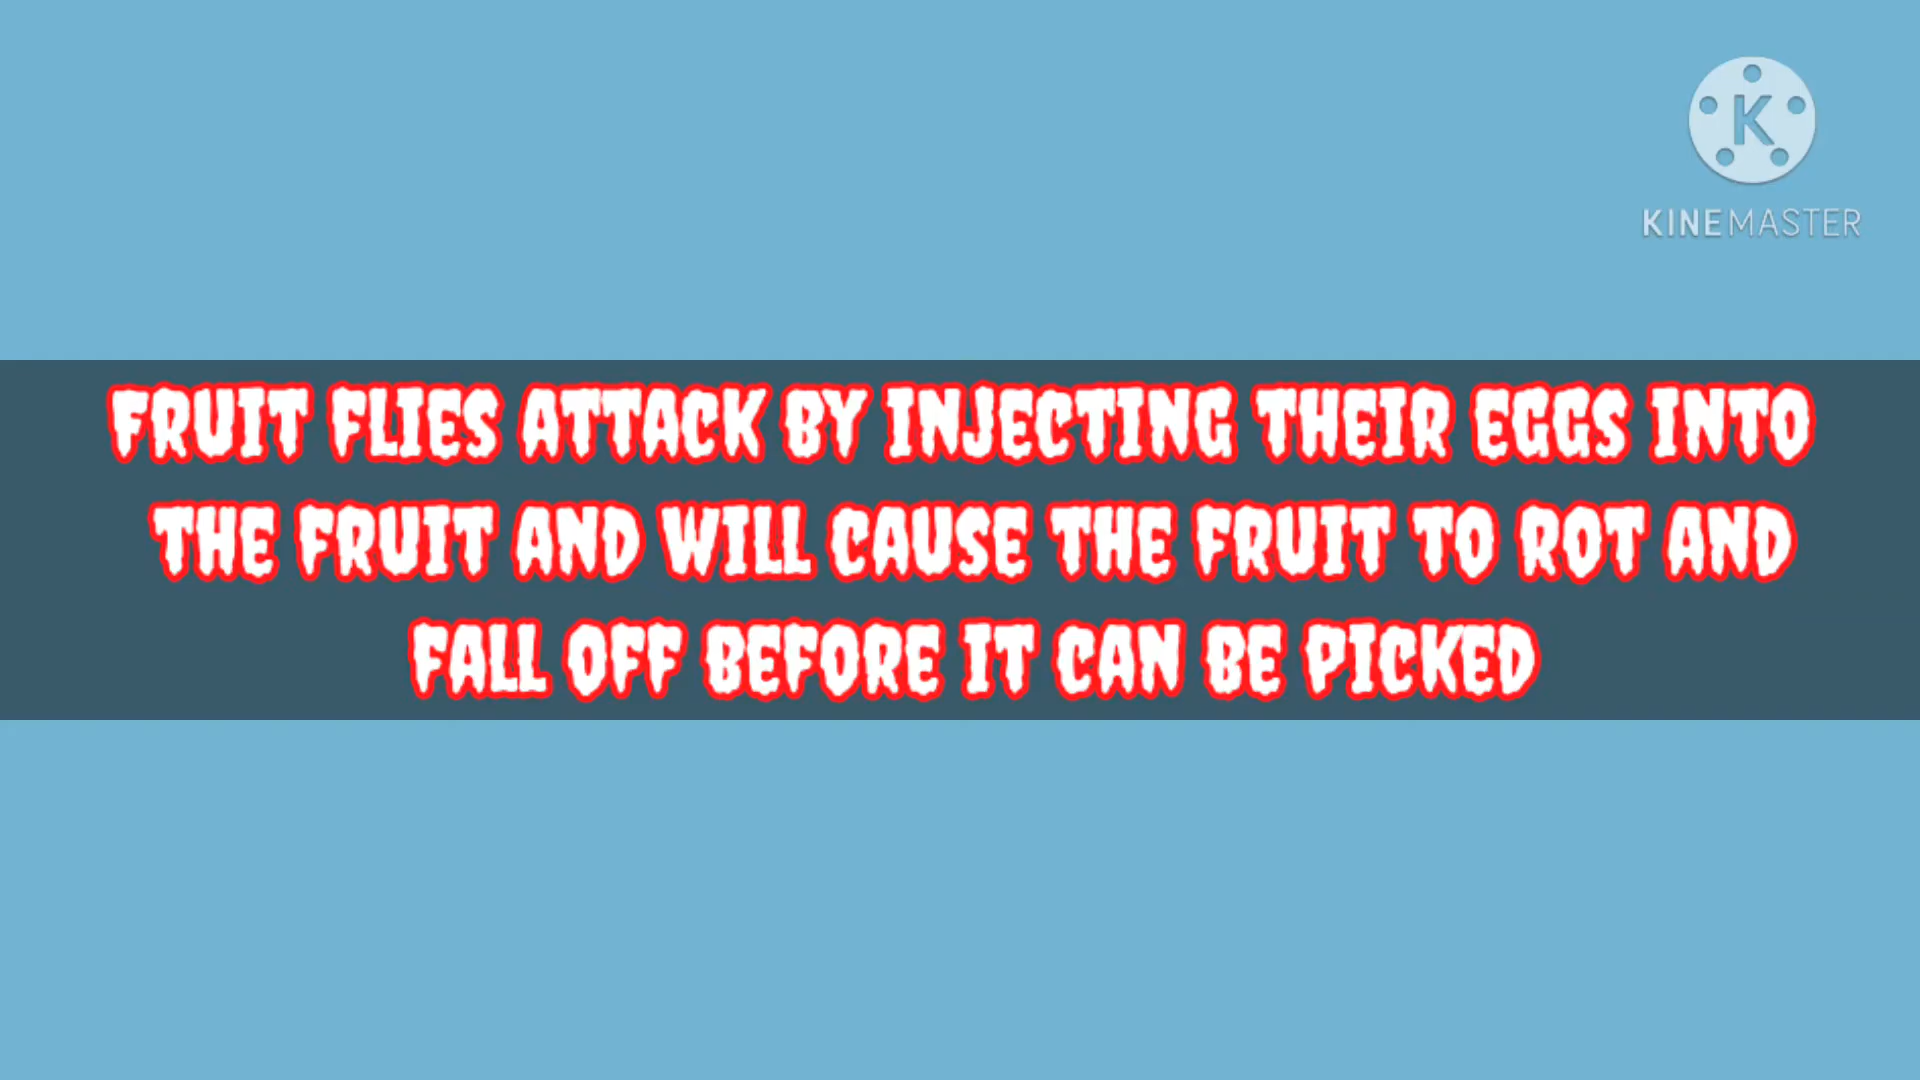 K
KINEMASTER
FRUIT FLIES ATTACK BY INJECTING THEIR EGGS INTO
THE FRUIT AND WILL CAUSE THE FRUIT TO ROT AND
FALL OFF BEFORE IT CAN BE PICKED